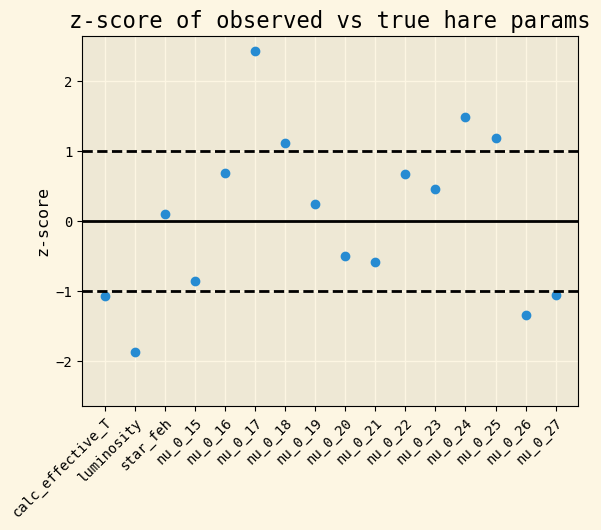 z-score of observed vs true hare params
z-score
2
1
0
−1
−2
calc_effective_T
luminosity
star_feh
nu_0_15
nu_0_16
nu_0_17
nu_0_18
nu_0_19
nu_0_20
nu_0_21
nu_0_22
nu_0_23
nu_0_24
nu_0_25
nu_0_26
nu_0_27